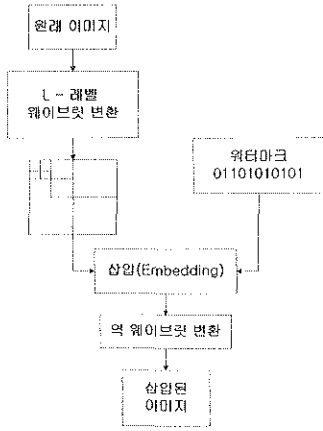 원래 이미지
L - 레벨
웨이브릿 변환
워터마크
01101010101
삽입(Embedding)
역 웨이브릿 변환
삽입된
이미지